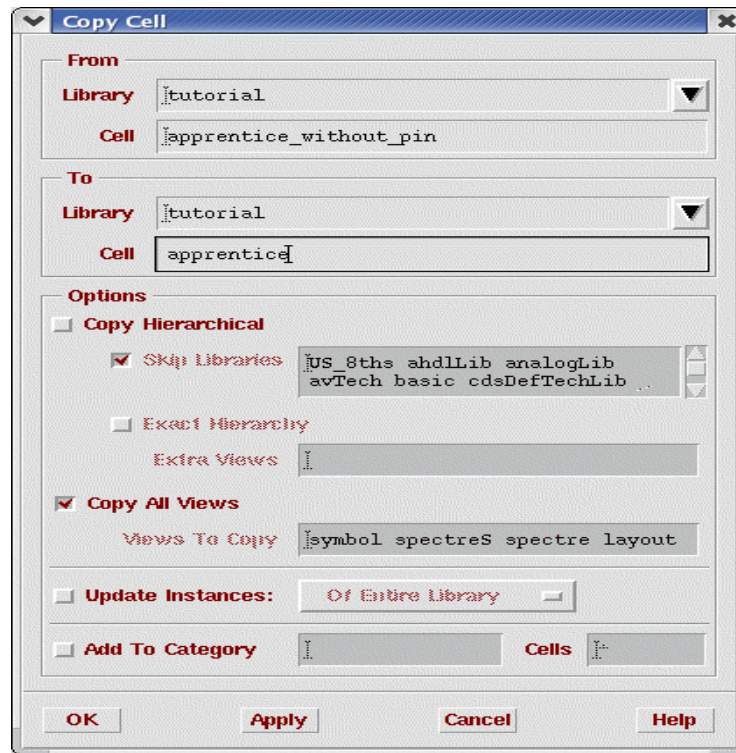 Copy Cell
From
Library tutorial
Cell apprentice_without_pin
To
Library tutorial
Cell apprentice
Options
Copy Hierarchical
Skip Libraries US_8ths ahdlLib analogLib
avTech basic cdsDefTechLib
Exact Hierarchy
Extra Views
Copy All Views
Views To Copy symbol spectreS spectre layout
Update Instances: Of Entire Library
Add To Category Cells
OK Apply Cancel Help